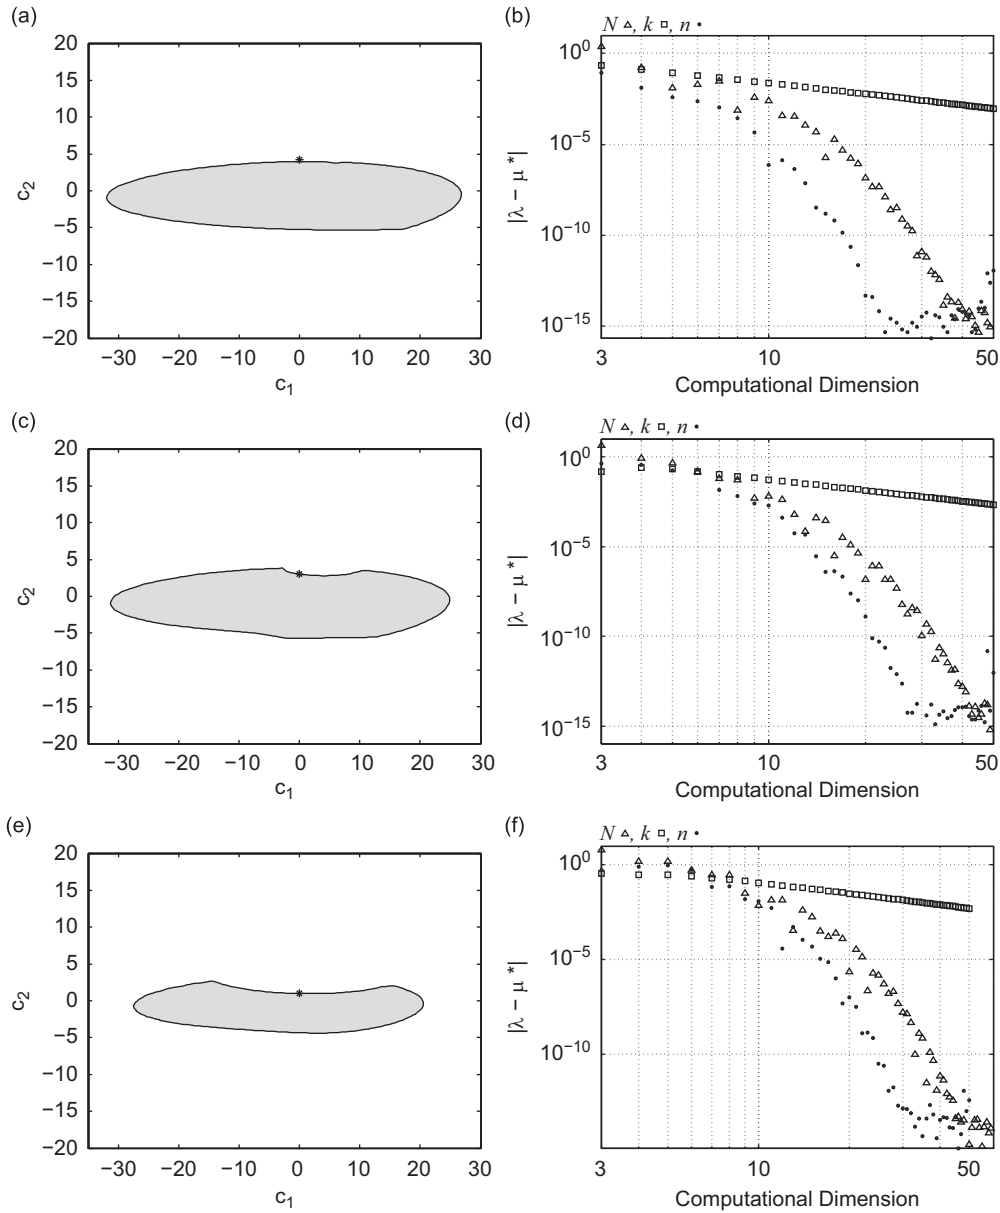 (a)
20
15
10
5
0
−5
−10
−15
−20
c2
−30 −20 −10 0 10 20 30
c1
(b)
N △, k □, n •
10^0
10^−5
10^−10
10^−15
|λ − μ*|
3 10 50
Computational Dimension
(c)
20
15
10
5
0
−5
−10
−15
−20
c2
−30 −20 −10 0 10 20 30
c1
(d)
N △, k □, n •
10^0
10^−5
10^−10
10^−15
|λ − μ*|
3 10 50
Computational Dimension
(e)
20
15
10
5
0
−5
−10
−15
−20
c2
−30 −20 −10 0 10 20 30
c1
(f)
N △, k □, n •
10^0
10^−5
10^−10
|λ − μ*|
3 10 50
Computational Dimension